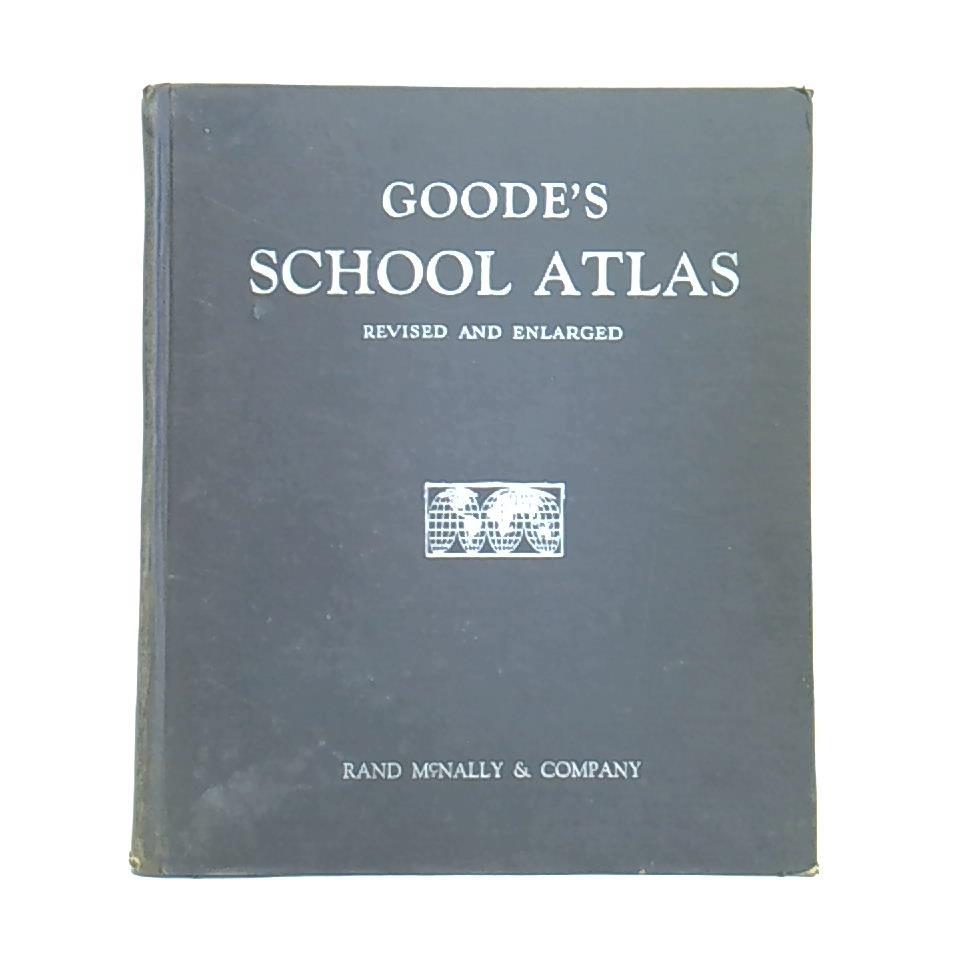 GOODE'S
SCHOOL ATLAS
REVISED AND ENLARGED
RAND McNALLY & COMPANY